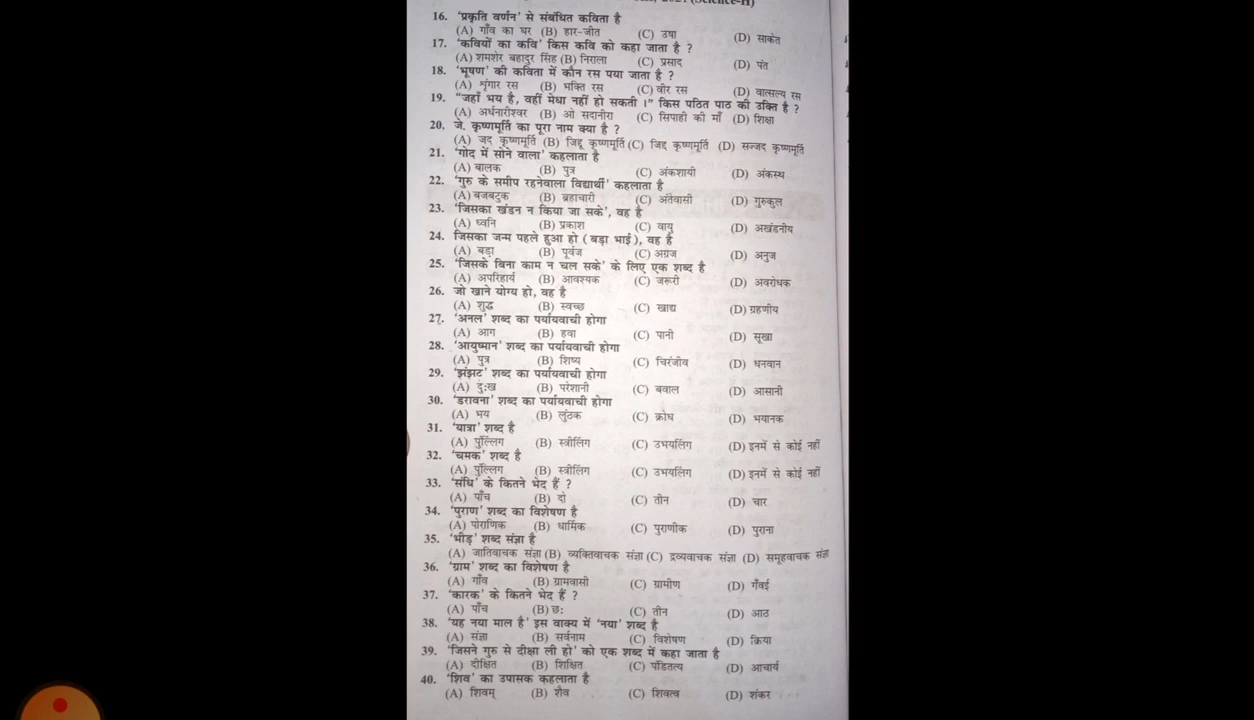 (Science-II)
16. 'प्रकृति वर्णन' से संबंधित कविता है
(A) गाँव का घर (B) हार-जीत (C) उषा (D) साकेत
17. 'कवियों का कवि' किस कवि को कहा जाता है ?
(A) शमशेर बहादुर सिंह (B) निराला (C) प्रसाद (D) पंत
18. 'भूषण' की कविता में कौन रस पया जाता है ?
(A) शृंगार रस (B) भक्ति रस (C) वीर रस (D) वात्सल्य रस
19. "जहाँ भय है, वहीं मेधा नहीं हो सकती ।" किस पठित पाठ की उक्ति है ?
(A) अर्धनारीश्वर (B) ओ सदानीरा (C) सिपाही की माँ (D) शिक्षा
20. जे. कृष्णमूर्ति का पूरा नाम क्या है ?
(A) जद कृष्णमूर्ति (B) जिद्दू कृष्णमूर्ति (C) जिद्द कृष्णमूर्ति (D) सज्जद कृष्णमूर्ति
21. 'गोद में सोने वाला' कहलाता है
(A) बालक (B) पुत्र (C) अंकशायी (D) अंकस्थ
22. 'गुरु के समीप रहनेवाला विद्यार्थी' कहलाता है
(A) बजबटुक (B) ब्रहाचारी (C) अंतेवासी (D) गुरुकुल
23. 'जिसका खंडन न किया जा सके', वह है
(A) ध्वनि (B) प्रकाश (C) वायु (D) अखंडनीय
24. जिसका जन्म पहले हुआ हो ( बड़ा भाई ), वह है
(A) बड़ा (B) पूर्वज (C) अग्रज (D) अनुज
25. 'जिसके बिना काम न चल सके' के लिए एक शब्द है
(A) अपरिहार्य (B) आवश्यक (C) जरूरी (D) अवरोधक
26. जो खाने योग्य हो, वह है
(A) शुद्ध (B) स्वच्छ (C) खाद्य (D) ग्रहणीय
27. 'अनल' शब्द का पर्यायवाची होगा
(A) आग (B) हवा (C) पानी (D) सूखा
28. 'आयुष्मान' शब्द का पर्यायवाची होगा
(A) पुत्र (B) शिष्य (C) चिरंजीव (D) धनवान
29. 'झंझट' शब्द का पर्यायवाची होगा
(A) दुःख (B) परेशानी (C) बवाल (D) आसानी
30. 'डरावना' शब्द का पर्यायवाची होगा
(A) भय (B) लुंठक (C) क्रोध (D) भयानक
31. 'यात्रा' शब्द है
(A) पुंल्लिग (B) स्त्रीलिंग (C) उभयलिंग (D) इनमें से कोई नहीं
32. 'चमक' शब्द है
(A) पुंल्लिग (B) स्त्रीलिंग (C) उभयलिंग (D) इनमें से कोई नहीं
33. 'संधि' के कितने भेद हैं ?
(A) पाँच (B) दो (C) तीन (D) चार
34. 'पुराण' शब्द का विशेषण है
(A) पोराणिक (B) धार्मिक (C) पुराणीक (D) पुराना
35. 'भीड़' शब्द संज्ञा है
(A) जातिवाचक संज्ञा (B) व्यक्तिवाचक संज्ञा (C) द्रव्यवाचक संज्ञा (D) समूहवाचक संज्ञा
36. 'ग्राम' शब्द का विशेषण है
(A) गाँव (B) ग्रामवासी (C) ग्रामीण (D) गँवई
37. 'कारक' के कितने भेद हैं ?
(A) पाँच (B) छः (C) तीन (D) आठ
38. 'यह नया माल है' इस वाक्य में 'नया' शब्द है
(A) संज्ञा (B) सर्वनाम (C) विशेषण (D) क्रिया
39. 'जिसने गुरु से दीक्षा ली हो' को एक शब्द में कहा जाता है
(A) दीक्षित (B) शिक्षित (C) पंडितत्य (D) आचार्य
40. 'शिव' का उपासक कहलाता है
(A) शिवम् (B) शैव (C) शिवत्व (D) शंकर